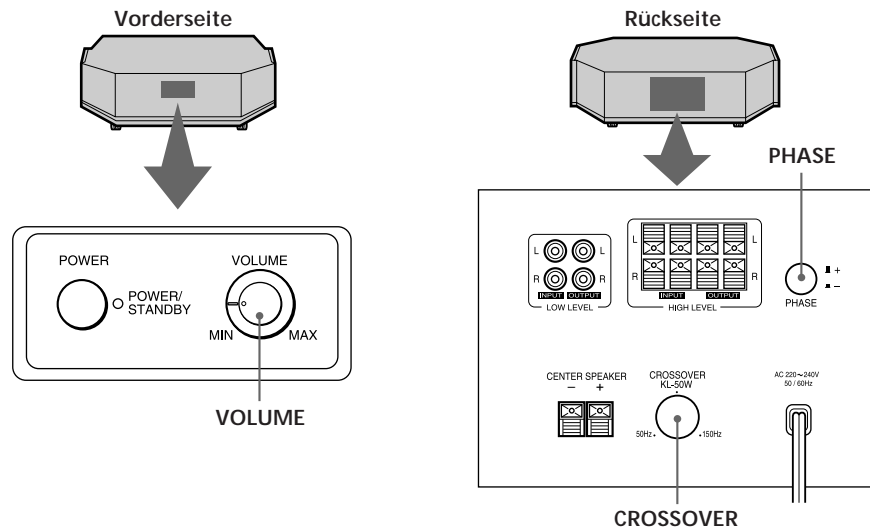 Vorderseite
POWER
VOLUME
POWER/
STANDBY
MIN
MAX
VOLUME
Rückseite
PHASE
L
L
R
R
INPUT
OUTPUT
LOW LEVEL
L
L
R
R
INPUT
OUTPUT
HIGH LEVEL
+
–
PHASE
CENTER SPEAKER
– +
CROSSOVER
KL-50W
50Hz
150Hz
AC 220~240V
50 / 60Hz
CROSSOVER